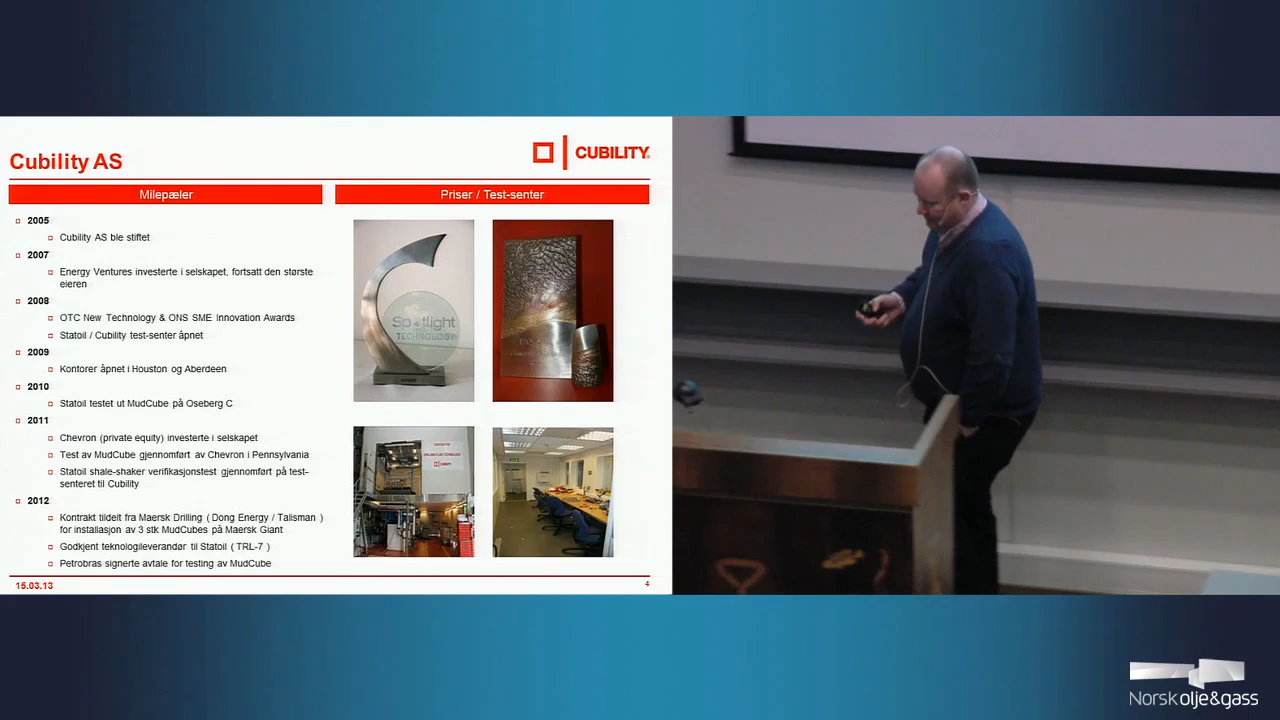 Cubility AS
CUBILITY
Milepæler
Priser / Test-senter
2005
Cubility AS ble stiftet
2007
Energy Ventures investerte i selskapet, fortsatt den største
eieren
2008
OTC New Technology & ONS SME Innovation Awards
Statoil / Cubility test-senter åpnet
2009
Kontorer åpnet i Houston og Aberdeen
2010
Statoil testet ut MudCube på Oseberg C
2011
Chevron (private equity) investerte i selskapet
Test av MudCube gjennomført av Chevron i Pennsylvania
Statoil shale-shaker verifikasjonstest gjennomført på test-
senteret til Cubility
2012
Kontrakt tildelt fra Maersk Drilling ( Dong Energy / Talisman )
for installasjon av 3 stk MudCubes på Maersk Giant
Godkjent teknologileverandør til Statoil ( TRL-7 )
Petrobras signerte avtale for testing av MudCube
Spotlight
TECHNOLOGY
CUBILITY
15.03.13
4
Norsk olje&gass